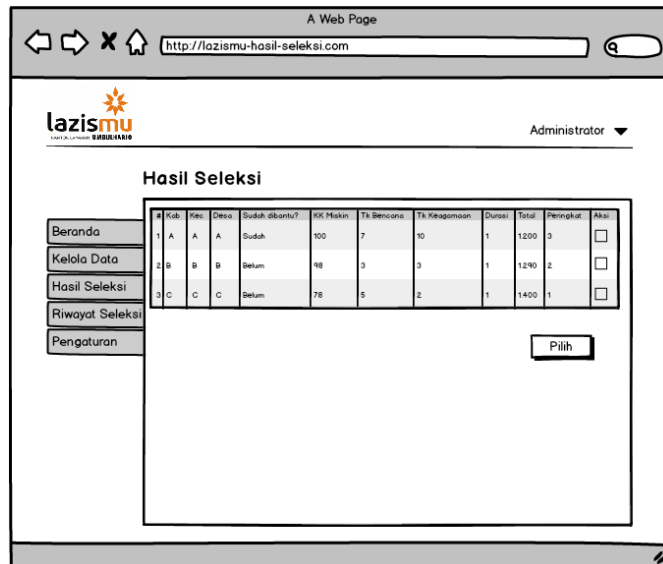 A Web Page
http://lazismu-hasil-seleksi.com
lazismu
KANTOR LAYANAN UMBULHARJO
Administrator
Hasil Seleksi
Beranda
Kelola Data
Hasil Seleksi
Riwayat Seleksi
Pengaturan
# Kab Kec Desa Sudah dibantu? KK Miskin Tk Bencana Tk Keagamaan Durasi Total Peringkat Aksi
1 A A A Sudah 100 7 10 1 1200 3
2 B B B Belum 98 3 3 1 1290 2
3 C C C Belum 78 5 2 1 1400 1
Pilih